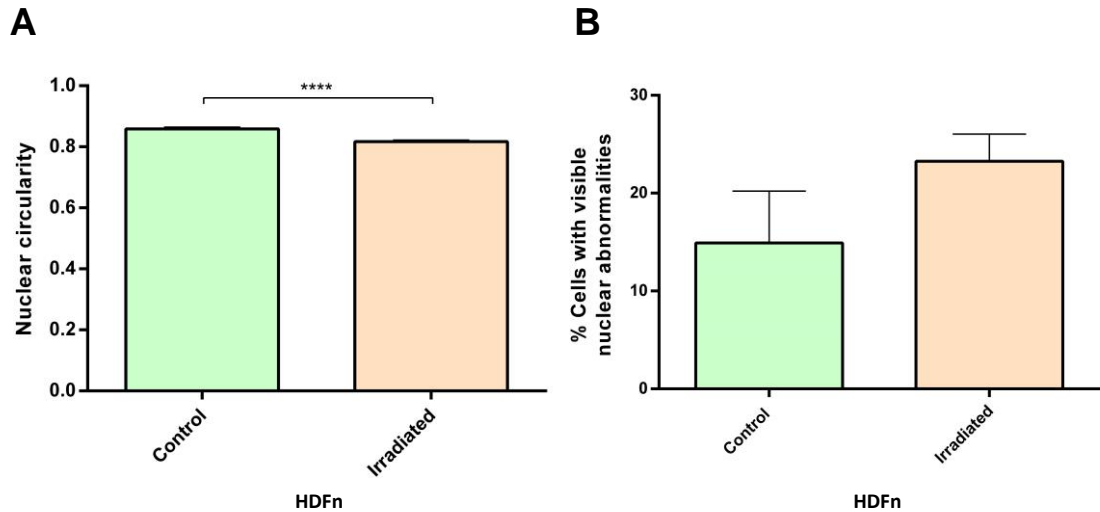 A
Nuclear circularity
1.0
0.8
0.6
0.4
0.2
0.0
****
Control
Irradiated
HDFn
B
% Cells with visible
nuclear abnormalities
30
20
10
0
Control
Irradiated
HDFn